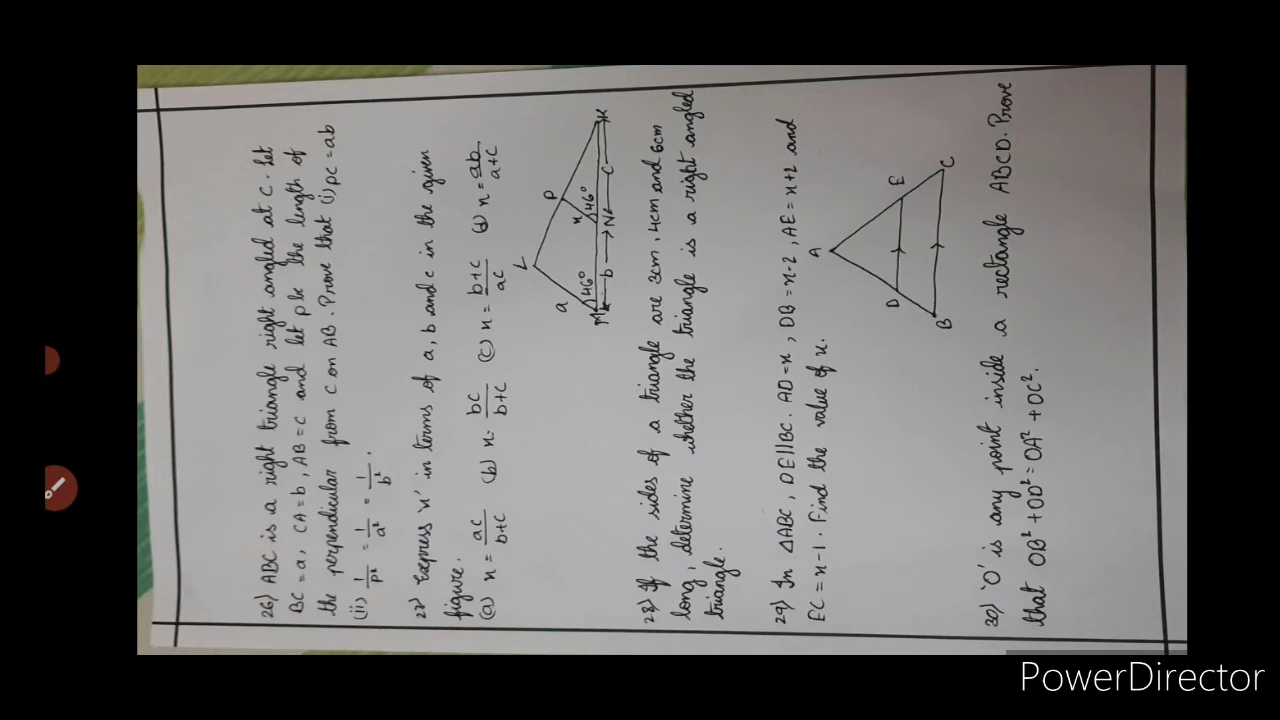 26) ABC is a right triangle right angled at C. Let
BC = a, CA = b, AB = c and let p be the length of
the perpendicular from C on AB. Prove that (i) pc = ab
(ii) 1/p² = 1/a² = 1/b².
27) Express 'x' in terms of a, b and c in the given
figure.
(a) x = ac/b+c (b) x = bc/b+c (c) x = b+c/ac (d) x = ab/a+c
L
P
a
x
46° 46°
M b N C K
28) If the sides of a triangle are 3cm, 4cm and 6cm
long, determine whether the triangle is a right angled
triangle.
29) In △ABC, DE||BC. AD = x, DB = x-2, AE = x+2 and
EC = x-1. Find the value of x.
A
D E
B C
30) 'O' is any point inside a rectangle ABCD. Prove
that OB² + OD² = OA² + OC².
PowerDirector